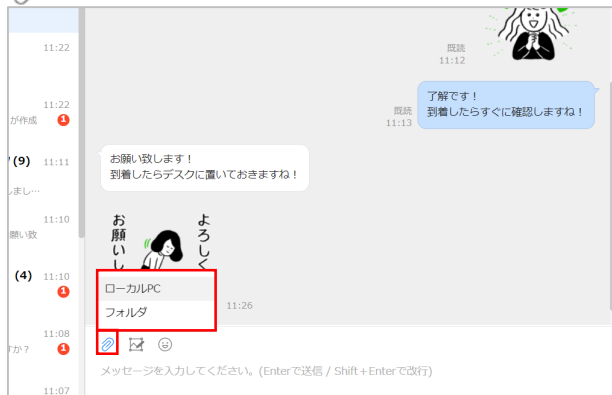 11:22
11:22
が作成
1
(9)
11:11
しまし…
11:10
願い致
(4)
11:10
1
11:08
か?
1
11:07
既読
11:12
了解です!
到着したらすぐに確認しますね!
既読
11:13
お願い致します!
到着したらデスクに置いておきますね!
よろしく
お願いし
11:26
ローカルPC
フォルダ
メッセージを入力してください。(Enterで送信 / Shift+Enterで改行)